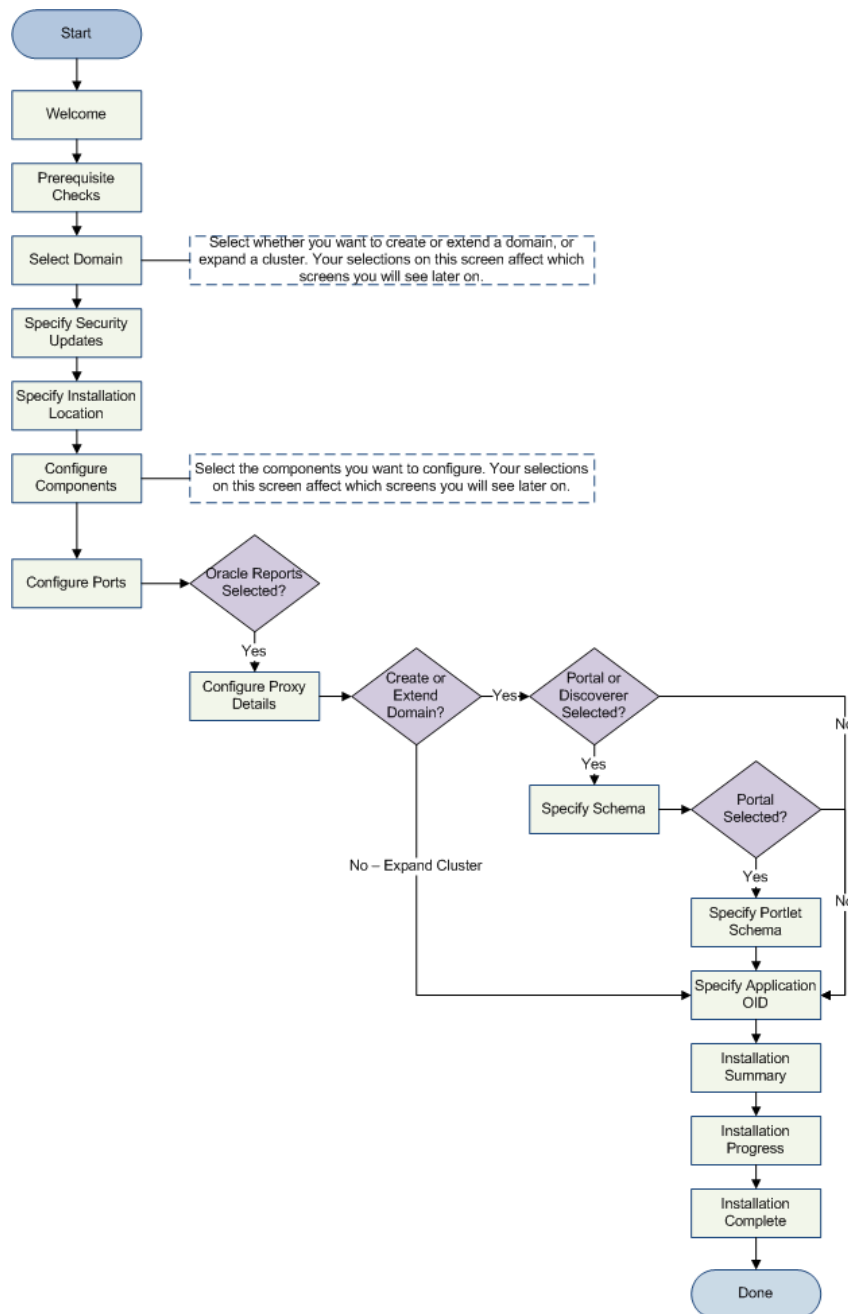 Start
Welcome
Prerequisite
Checks
Select Domain
Select whether you want to create or extend a domain, or
expand a cluster. Your selections on this screen affect which
screens you will see later on.
Specify Security
Updates
Specify Installation
Location
Configure
Components
Select the components you want to configure. Your selections
on this screen affect which screens you will see later on.
Configure Ports
Oracle Reports
Selected?
Yes
Configure Proxy
Details
Create or
Extend
Domain?
Yes
Portal or
Discoverer
Selected?
No
Yes
Specify Schema
Portal
Selected?
No – Expand Cluster
Yes
No
Specify Portlet
Schema
Specify Application
OID
Installation
Summary
Installation
Progress
Installation
Complete
Done